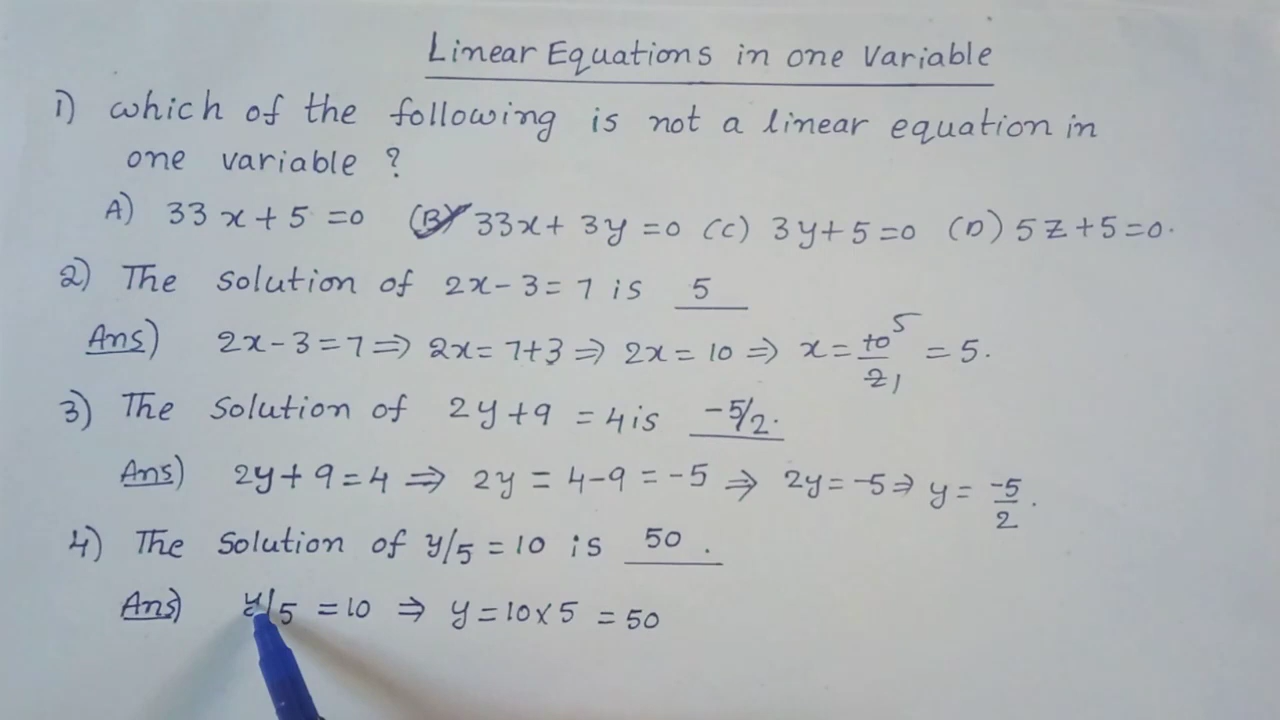 Linear Equations in one Variable
1) which of the following is not a linear equation in
one variable ?
A) 33x+5=0 (B) 33x+3y=0 (C) 3y+5=0 (D) 5z+5=0.
2) The solution of 2x-3=7 is 5
Ans) 2x-3=7⇒ 2x=7+3⇒ 2x=10⇒ x=10/2 5 1 =5.
3) The solution of 2y+9=4 is -5/2.
Ans) 2y+9=4 ⇒ 2y=4-9=-5 ⇒ 2y=-5⇒ y=-5/2.
4) The solution of y/5=10 is 50.
Ans) y/5=10 ⇒ y=10×5=50